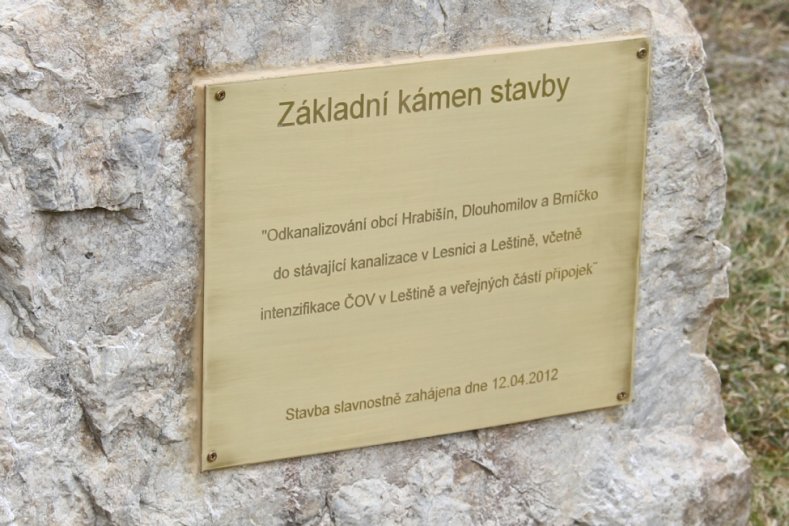 Základní kámen stavby
"Odkanalizování obcí Hrabišín, Dlouhomilov a Brníčko
do stávající kanalizace v Lesnici a Leštině, včetně
intenzifikace ČOV v Leštině a veřejných částí přípojek"
Stavba slavnostně zahájena dne 12.04.2012